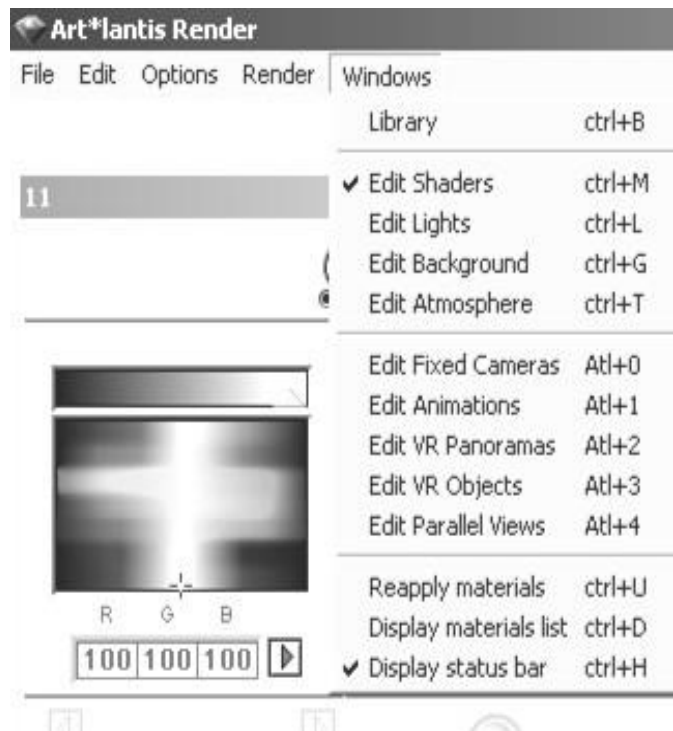 Art*lantis Render
File Edit Options Render Windows
Library ctrl+B
11
✓ Edit Shaders ctrl+M
Edit Lights ctrl+L
Edit Background ctrl+G
Edit Atmosphere ctrl+T
Edit Fixed Cameras Atl+0
Edit Animations Atl+1
Edit VR Panoramas Atl+2
Edit VR Objects Atl+3
Edit Parallel Views Atl+4
Reapply materials ctrl+U
Display materials list ctrl+D
✓ Display status bar ctrl+H
R G B
100 100 100